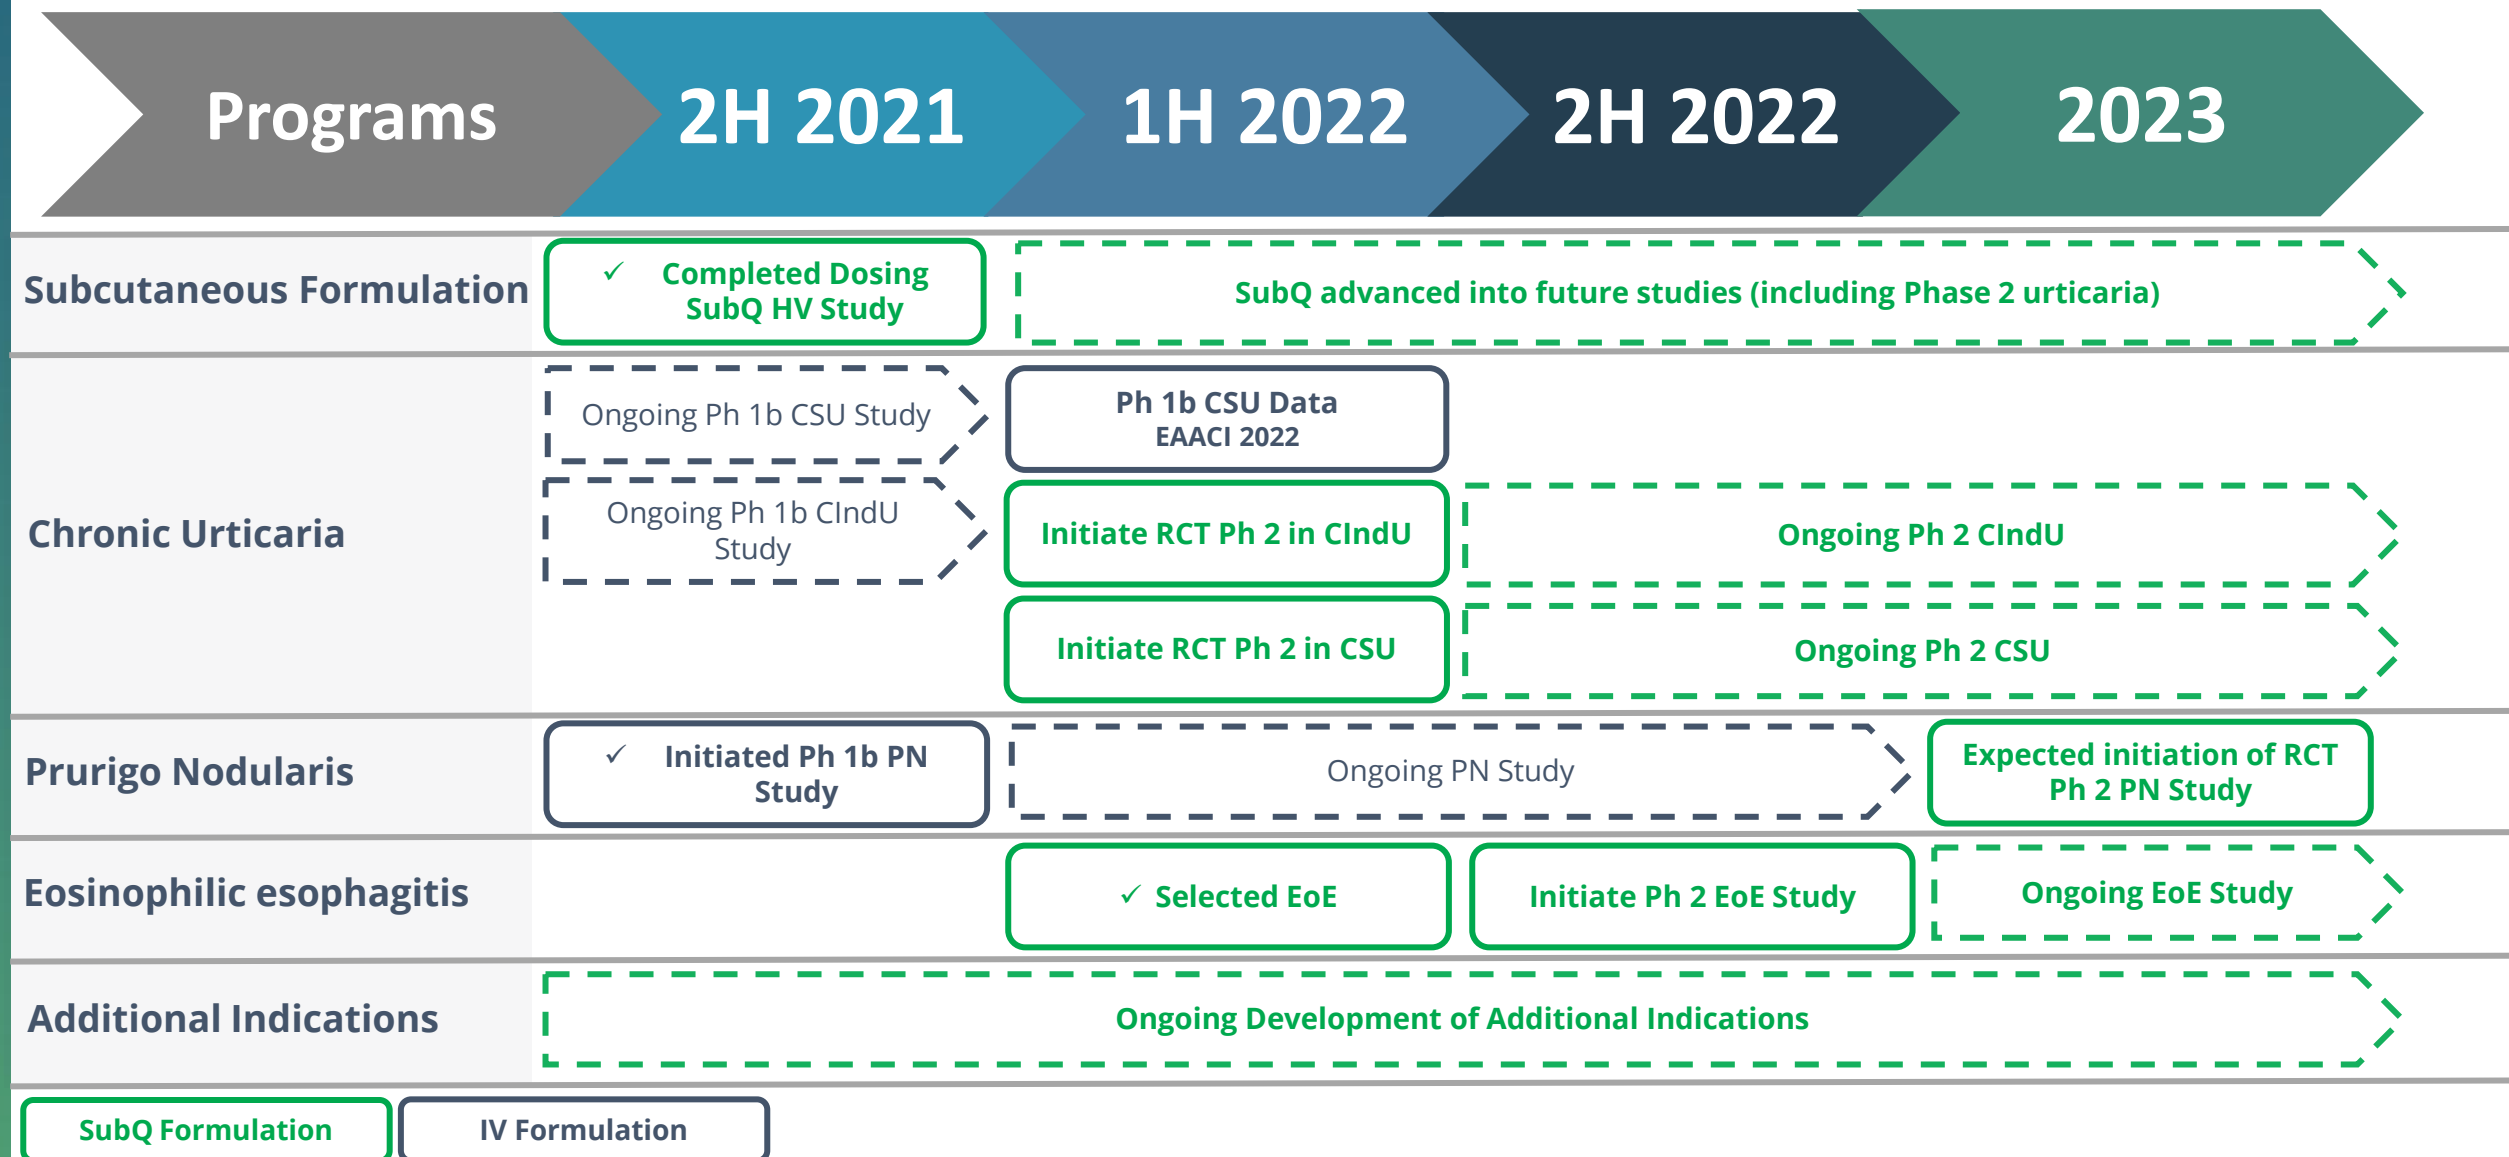 Programs
2H 2021
1H 2022
2H 2022
2023
Subcutaneous Formulation
✓ Completed Dosing
SubQ HV Study
SubQ advanced into future studies (including Phase 2 urticaria)
Chronic Urticaria
Ongoing Ph 1b CSU Study
Ph 1b CSU Data
EAACI 2022
Ongoing Ph 1b CIndU
Study
Initiate RCT Ph 2 in CIndU
Ongoing Ph 2 CIndU
Initiate RCT Ph 2 in CSU
Ongoing Ph 2 CSU
Prurigo Nodularis
✓ Initiated Ph 1b PN
Study
Ongoing PN Study
Expected initiation of RCT
Ph 2 PN Study
Eosinophilic esophagitis
✓ Selected EoE
Initiate Ph 2 EoE Study
Ongoing EoE Study
Additional Indications
Ongoing Development of Additional Indications
SubQ Formulation
IV Formulation